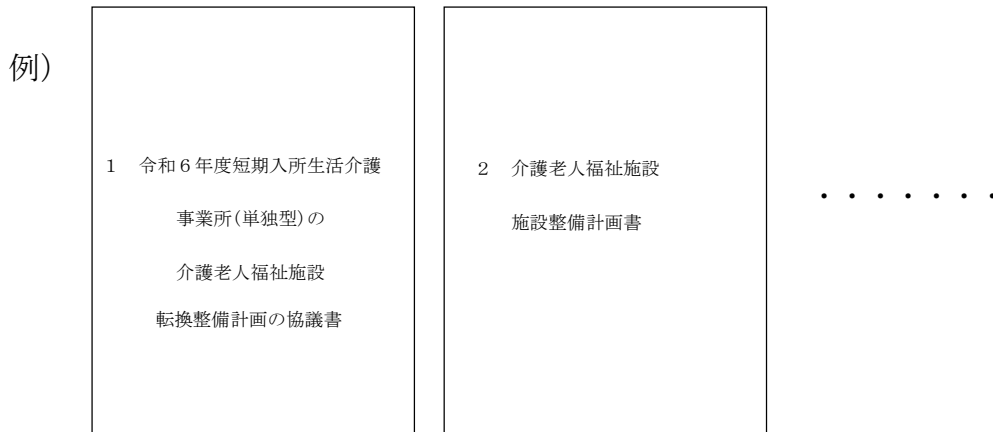 例)
1 令和6年度短期入所生活介護
事業所(単独型)の
介護老人福祉施設
転換整備計画の協議書
2 介護老人福祉施設
施設整備計画書
・・・・・・・